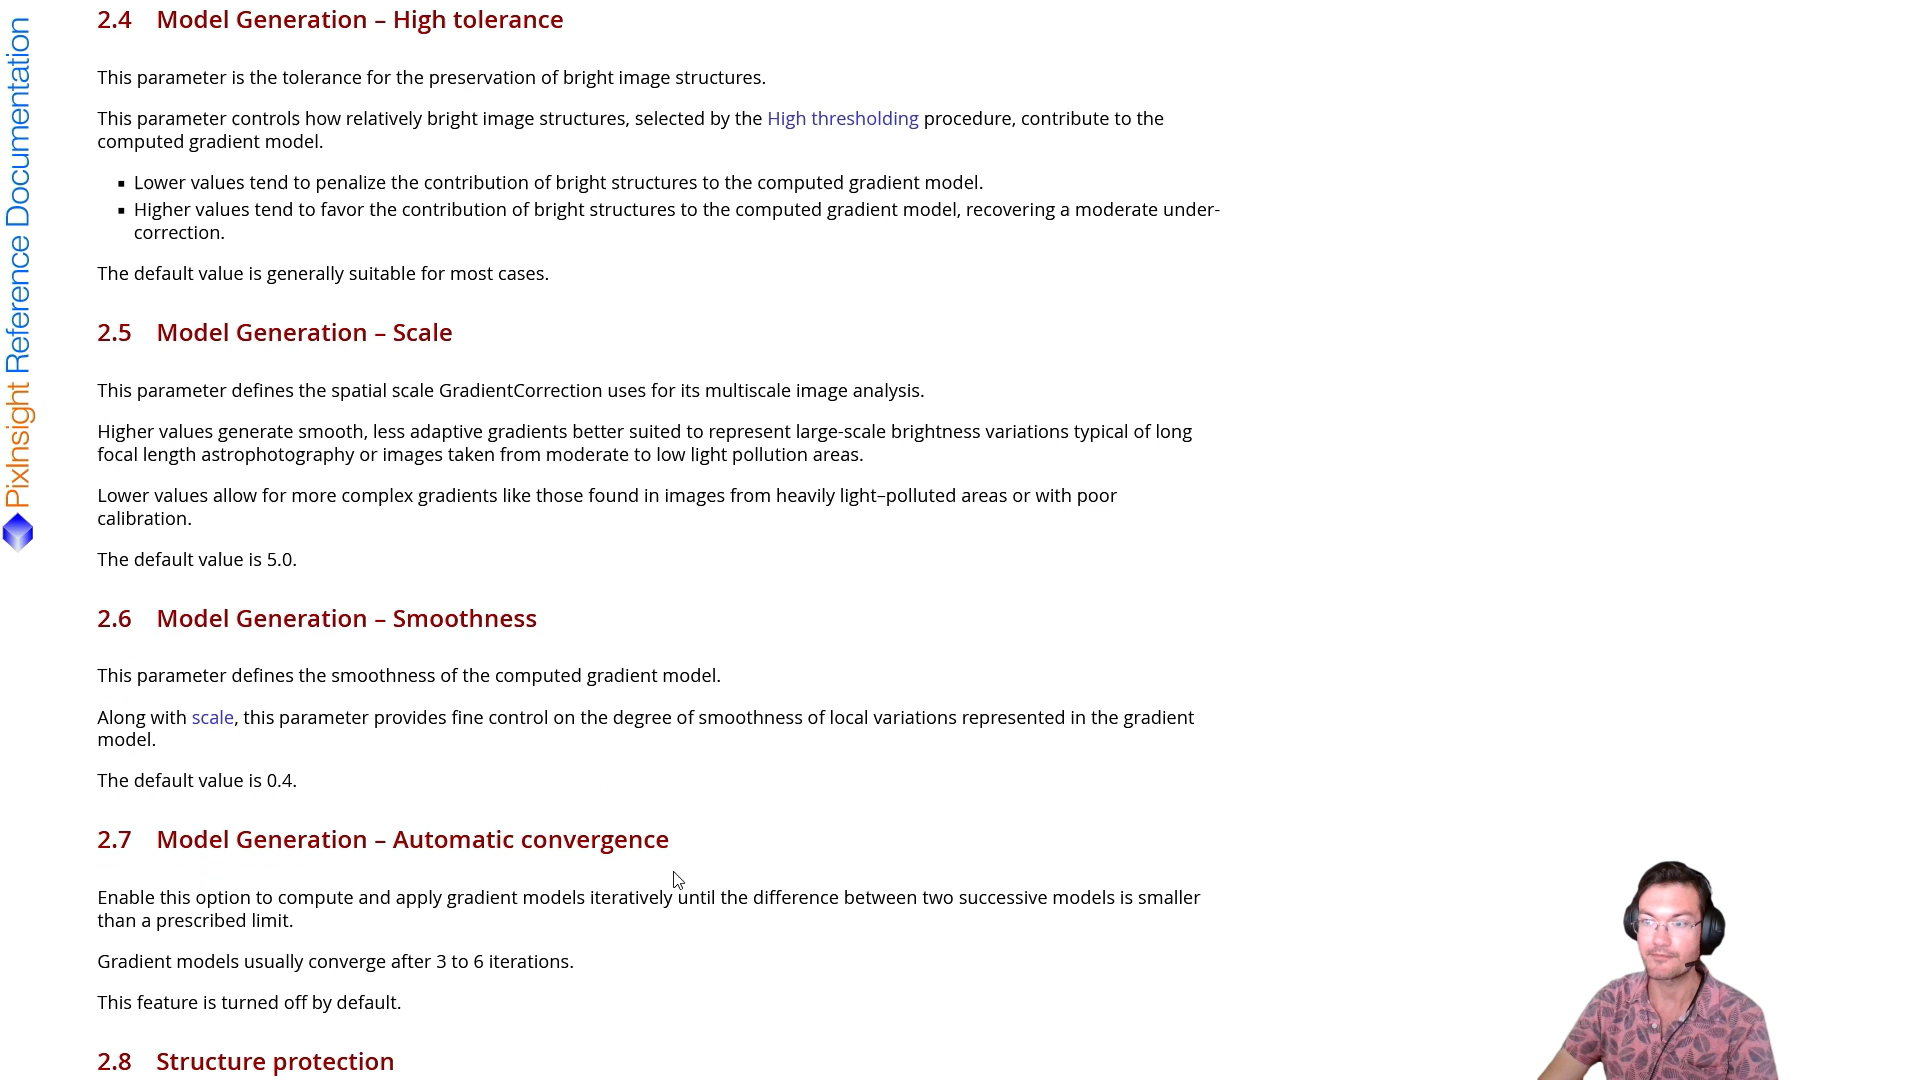 PixInsight Reference Documentation
2.4 Model Generation – High tolerance
This parameter is the tolerance for the preservation of bright image structures.
This parameter controls how relatively bright image structures, selected by the High thresholding procedure, contribute to the
computed gradient model.
▪ Lower values tend to penalize the contribution of bright structures to the computed gradient model.
▪ Higher values tend to favor the contribution of bright structures to the computed gradient model, recovering a moderate under-
correction.
The default value is generally suitable for most cases.
2.5 Model Generation – Scale
This parameter defines the spatial scale GradientCorrection uses for its multiscale image analysis.
Higher values generate smooth, less adaptive gradients better suited to represent large-scale brightness variations typical of long
focal length astrophotography or images taken from moderate to low light pollution areas.
Lower values allow for more complex gradients like those found in images from heavily light–polluted areas or with poor
calibration.
The default value is 5.0.
2.6 Model Generation – Smoothness
This parameter defines the smoothness of the computed gradient model.
Along with scale, this parameter provides fine control on the degree of smoothness of local variations represented in the gradient
model.
The default value is 0.4.
2.7 Model Generation – Automatic convergence
Enable this option to compute and apply gradient models iteratively until the difference between two successive models is smaller
than a prescribed limit.
Gradient models usually converge after 3 to 6 iterations.
This feature is turned off by default.
2.8 Structure protection